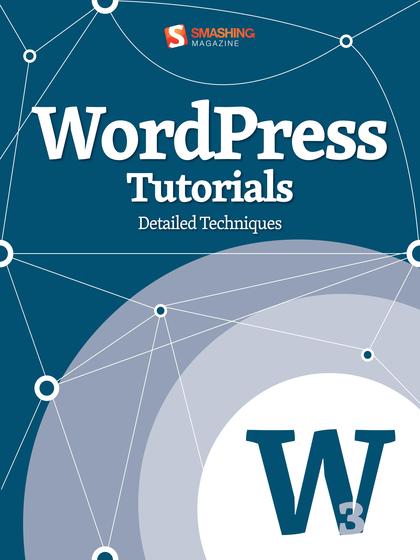 S
SMASHING
MAGAZINE
WordPress
Tutorials
Detailed Techniques
W
3